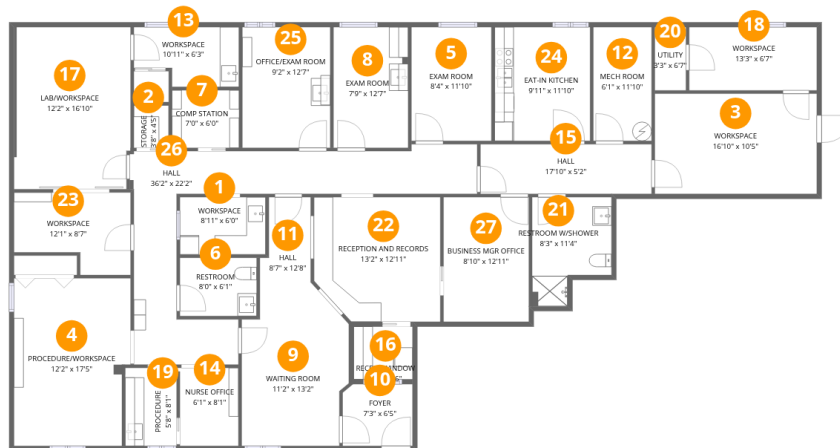 13
WORKSPACE
10'11" x 6'3"
25
OFFICE/EXAM ROOM
9'2" x 12'7"
8
EXAM ROOM
7'9" x 12'7"
5
EXAM ROOM
8'4" x 11'10"
24
EAT-IN KITCHEN
9'11" x 11'10"
12
MECH ROOM
6'1" x 11'10"
20
UTILITY
3'3" x 6'7"
18
WORKSPACE
13'3" x 6'7"
17
LAB/WORKSPACE
12'2" x 16'10"
2
STORAGE
3'8" x 4'5"
7
COMP STATION
7'0" x 6'0"
3
WORKSPACE
16'10" x 10'5"
26
HALL
36'2" x 22'2"
15
HALL
17'10" x 5'2"
23
WORKSPACE
12'1" x 8'7"
1
WORKSPACE
8'11" x 6'0"
11
HALL
8'7" x 12'8"
22
RECEPTION AND RECORDS
13'2" x 12'11"
27
BUSINESS MGR OFFICE
8'10" x 12'11"
21
RESTROOM W/SHOWER
8'3" x 11'4"
6
RESTROOM
8'0" x 6'1"
4
PROCEDURE/WORKSPACE
12'2" x 17'5"
19
PROCEDURE
5'8" x 8'1"
14
NURSE OFFICE
6'1" x 8'1"
9
WAITING ROOM
11'2" x 13'2"
16
10
FOYER
7'3" x 6'5"